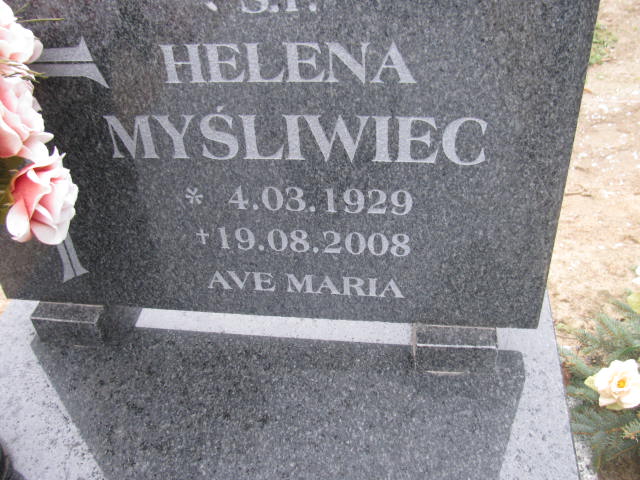 Ś.P.
HELENA
MYŚLIWIEC
* 4.03.1929
+19.08.2008
AVE MARIA